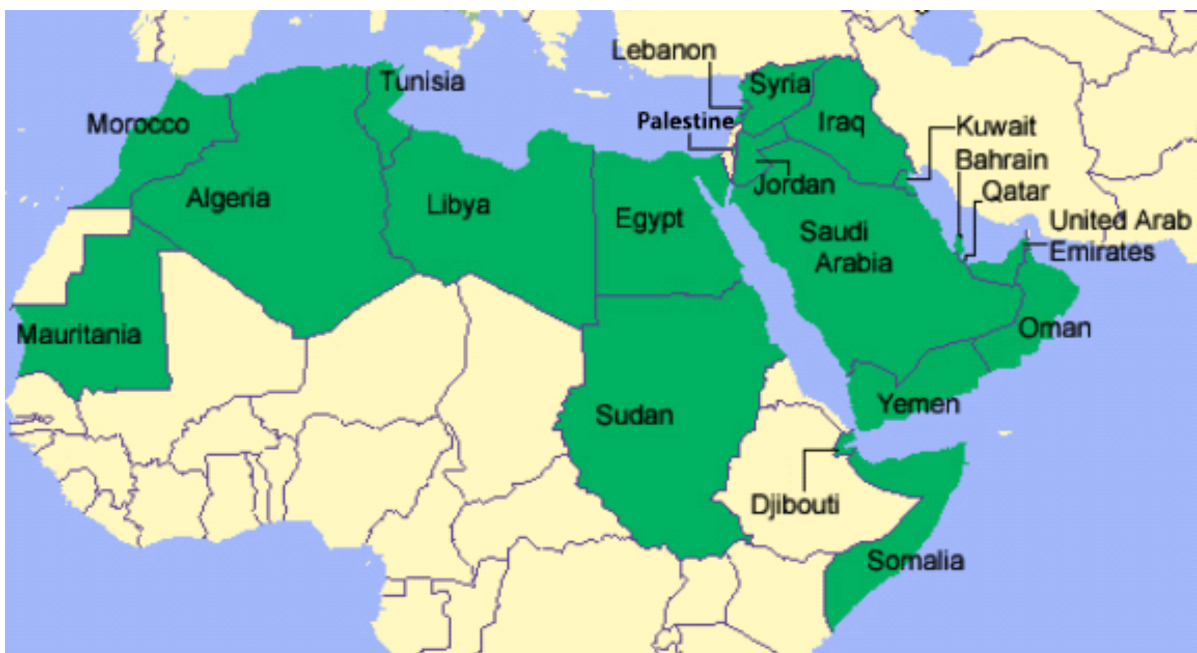 Lebanon
Syria
Tunisia
Morocco
Palestine
Iraq
Kuwait
Bahrain
Qatar
Jordan
Algeria
Libya
Egypt
Saudi
Arabia
United Arab
Emirates
Mauritania
Oman
Sudan
Yemen
Djibouti
Somalia